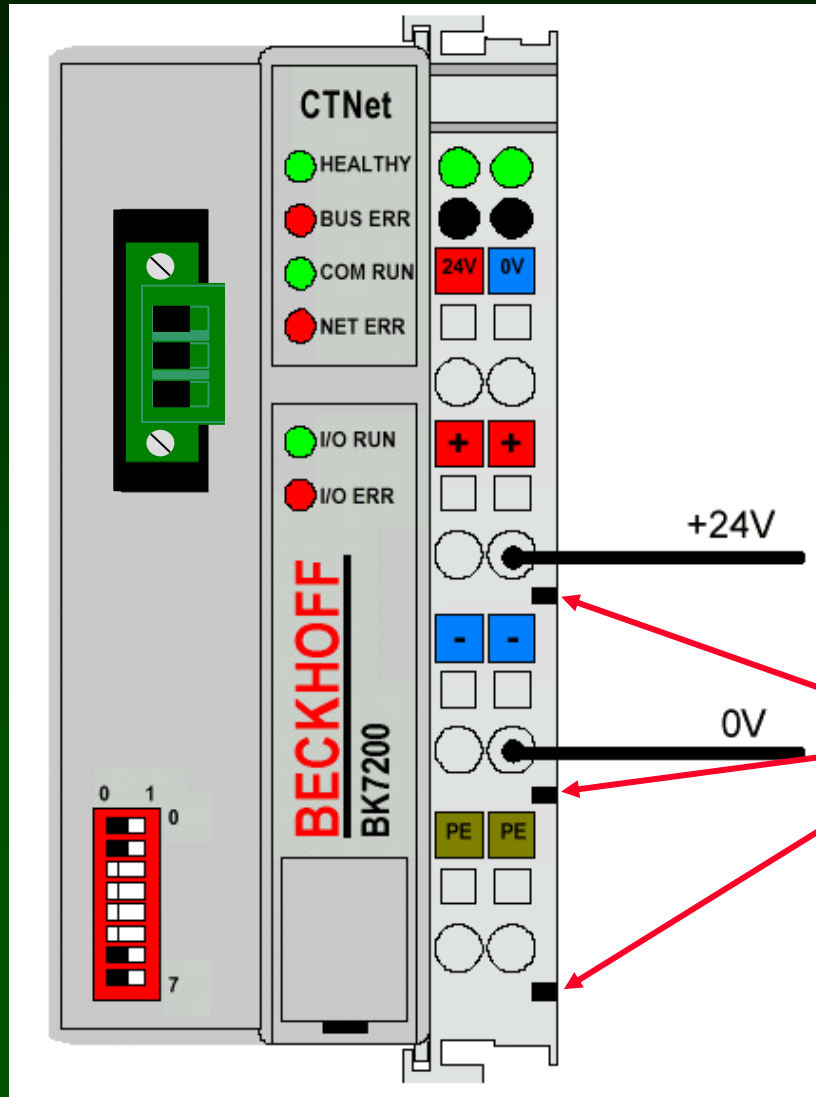 CTNet
HEALTHY
BUS ERR
COM RUN
NET ERR
24V 0V
+ +
I/O RUN
I/O ERR
+24V
- -
0V
BECKHOFF
BK7200
PE PE
0 1
0
7